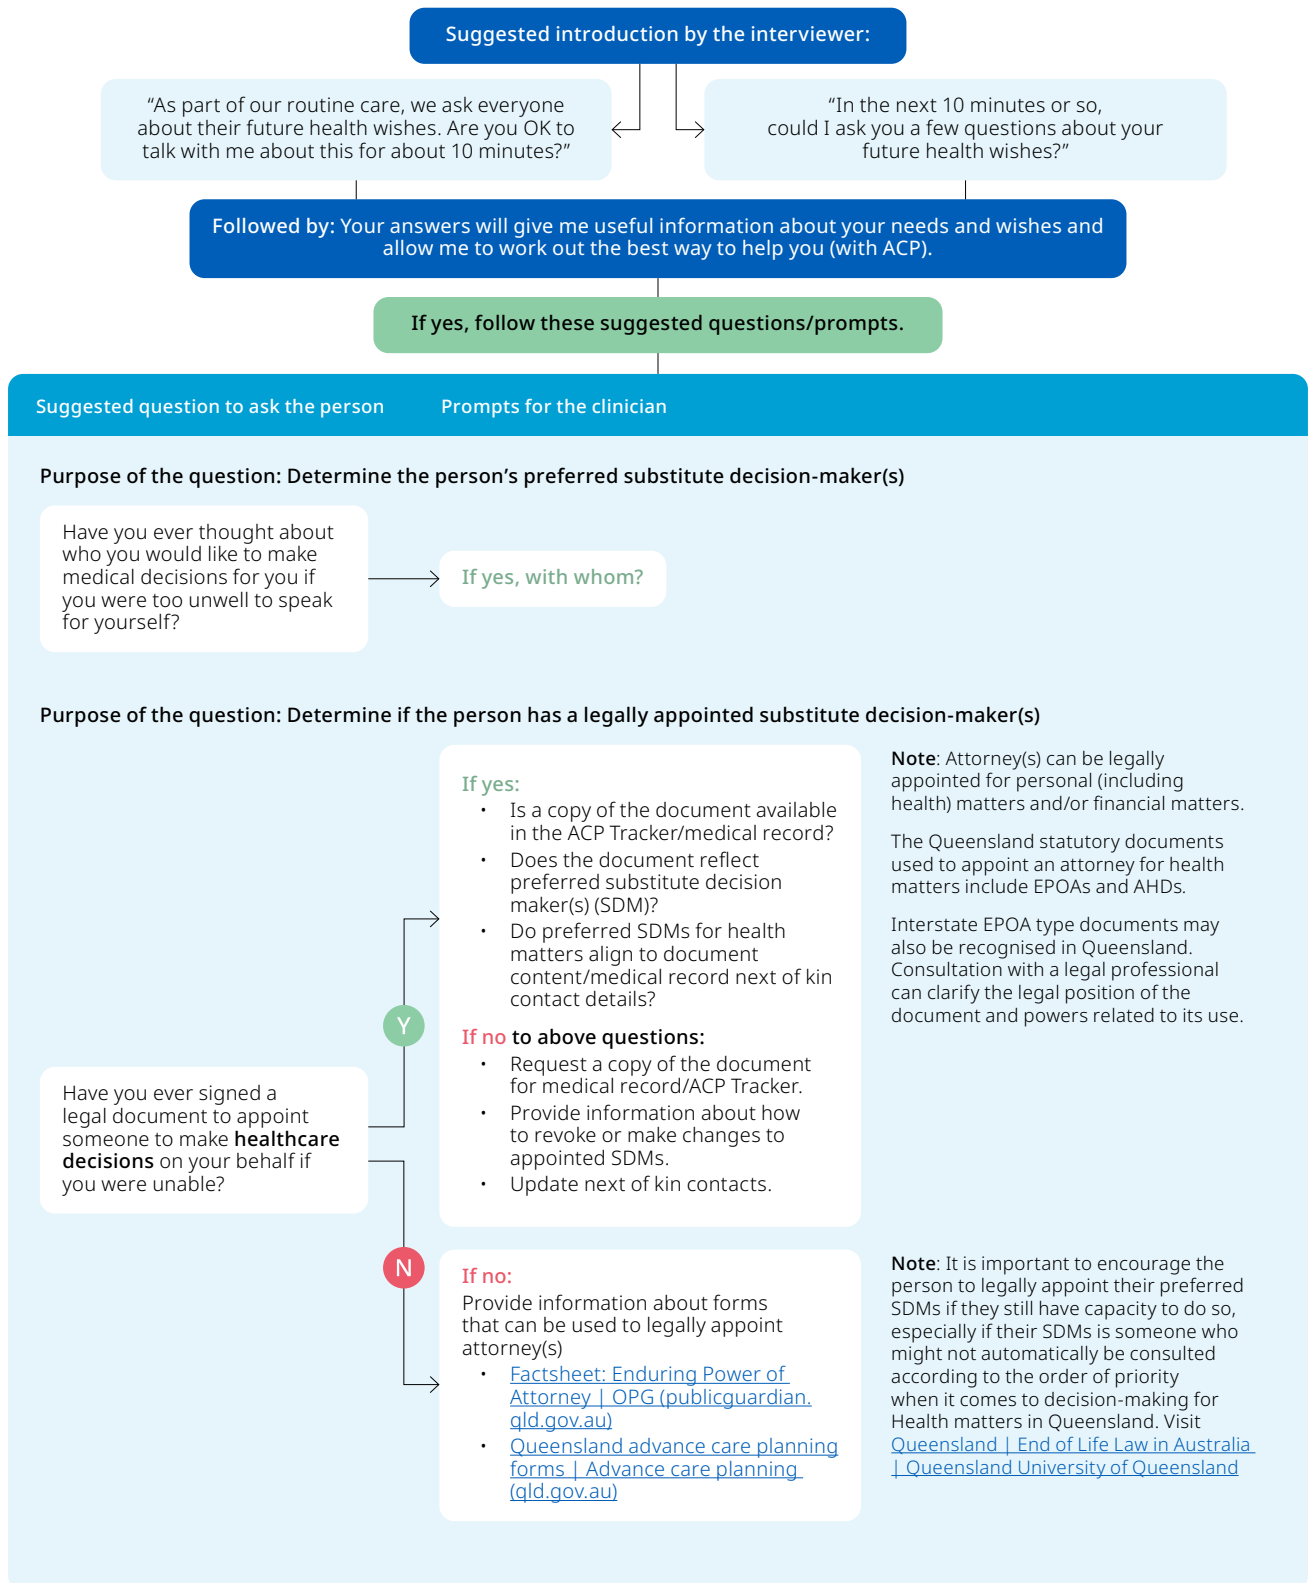 Suggested introduction by the interviewer:
“As part of our routine care, we ask everyone
about their future health wishes. Are you OK to
talk with me about this for about 10 minutes?”
“In the next 10 minutes or so,
could I ask you a few questions about your
future health wishes?”
Followed by: Your answers will give me useful information about your needs and wishes and
allow me to work out the best way to help you (with ACP).
If yes, follow these suggested questions/prompts.
Suggested question to ask the person
Prompts for the clinician
Purpose of the question: Determine the person’s preferred substitute decision-maker(s)
Have you ever thought about
who you would like to make
medical decisions for you if
you were too unwell to speak
for yourself?
If yes, with whom?
Purpose of the question: Determine if the person has a legally appointed substitute decision-maker(s)
Have you ever signed a
legal document to appoint
someone to make healthcare
decisions on your behalf if
you were unable?
Y
If yes:
• Is a copy of the document available
in the ACP Tracker/medical record?
• Does the document reflect
preferred substitute decision
maker(s) (SDM)?
• Do preferred SDMs for health
matters align to document
content/medical record next of kin
contact details?
If no to above questions:
• Request a copy of the document
for medical record/ACP Tracker.
• Provide information about how
to revoke or make changes to
appointed SDMs.
• Update next of kin contacts.
Note: Attorney(s) can be legally
appointed for personal (including
health) matters and/or financial matters.
The Queensland statutory documents
used to appoint an attorney for health
matters include EPOAs and AHDs.
Interstate EPOA type documents may
also be recognised in Queensland.
Consultation with a legal professional
can clarify the legal position of the
document and powers related to its use.
N
If no:
Provide information about forms
that can be used to legally appoint
attorney(s)
• Factsheet: Enduring Power of
Attorney | OPG (publicguardian.
qld.gov.au)
• Queensland advance care planning
forms | Advance care planning
(qld.gov.au)
Note: It is important to encourage the
person to legally appoint their preferred
SDMs if they still have capacity to do so,
especially if their SDMs is someone who
might not automatically be consulted
according to the order of priority
when it comes to decision-making for
Health matters in Queensland. Visit
Queensland | End of Life Law in Australia
| Queensland University of Queensland